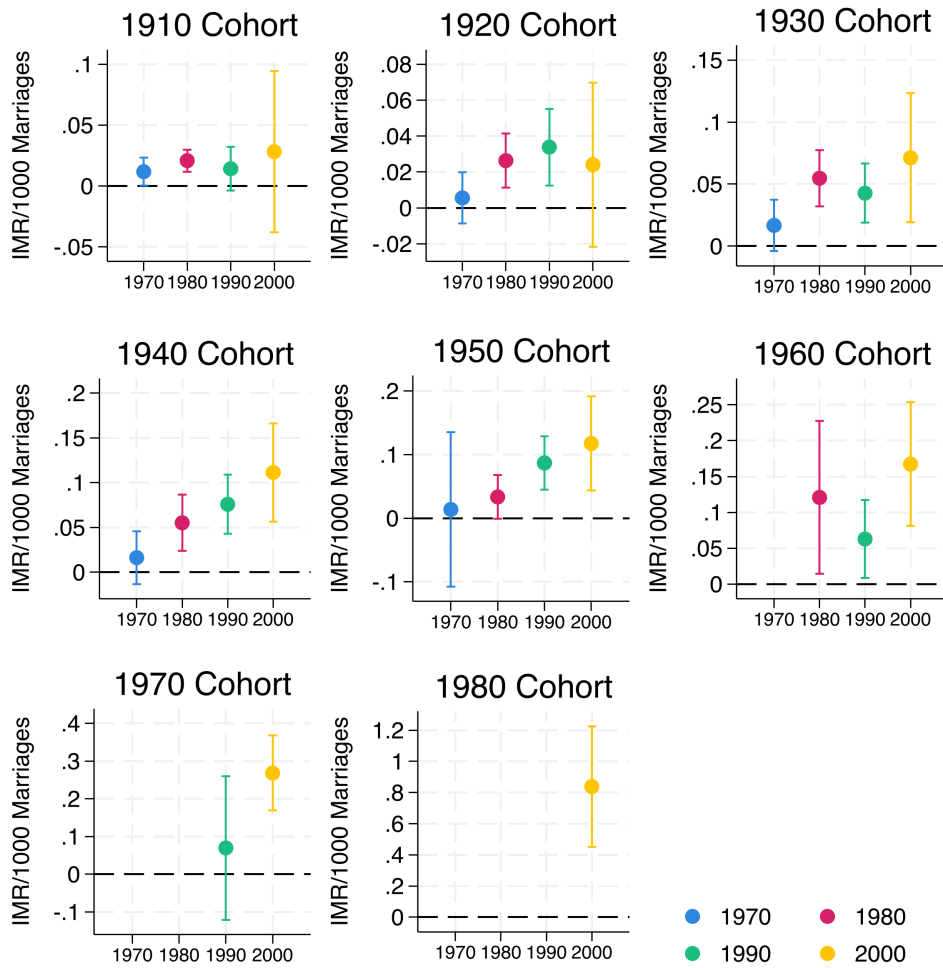 1910 Cohort
IMR/1000 Marriages
.1
.05
0
-.05
1970 1980 1990 2000
1920 Cohort
IMR/1000 Marriages
.08
.06
.04
.02
0
-.02
1970 1980 1990 2000
1930 Cohort
IMR/1000 Marriages
.15
.1
.05
0
1970 1980 1990 2000
1940 Cohort
IMR/1000 Marriages
.2
.15
.1
.05
0
1970 1980 1990 2000
1950 Cohort
IMR/1000 Marriages
.2
.1
0
-.1
1970 1980 1990 2000
1960 Cohort
IMR/1000 Marriages
.25
.2
.15
.1
.05
0
1970 1980 1990 2000
1970 Cohort
IMR/1000 Marriages
.4
.3
.2
.1
0
-.1
1970 1980 1990 2000
1980 Cohort
IMR/1000 Marriages
1.2
1
.8
.6
.4
.2
0
1970 1980 1990 2000
1970 1980
1990 2000